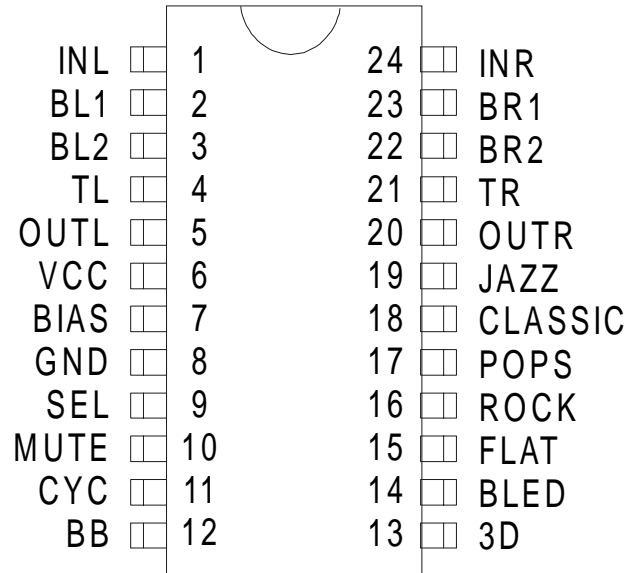 INL 1 24 INR
BL1 2 23 BR1
BL2 3 22 BR2
TL 4 21 TR
OUTL 5 20 OUTR
VCC 6 19 JAZZ
BIAS 7 18 CLASSIC
GND 8 17 POPS
SEL 9 16 ROCK
MUTE 10 15 FLAT
CYC 11 14 BLED
BB 12 13 3D